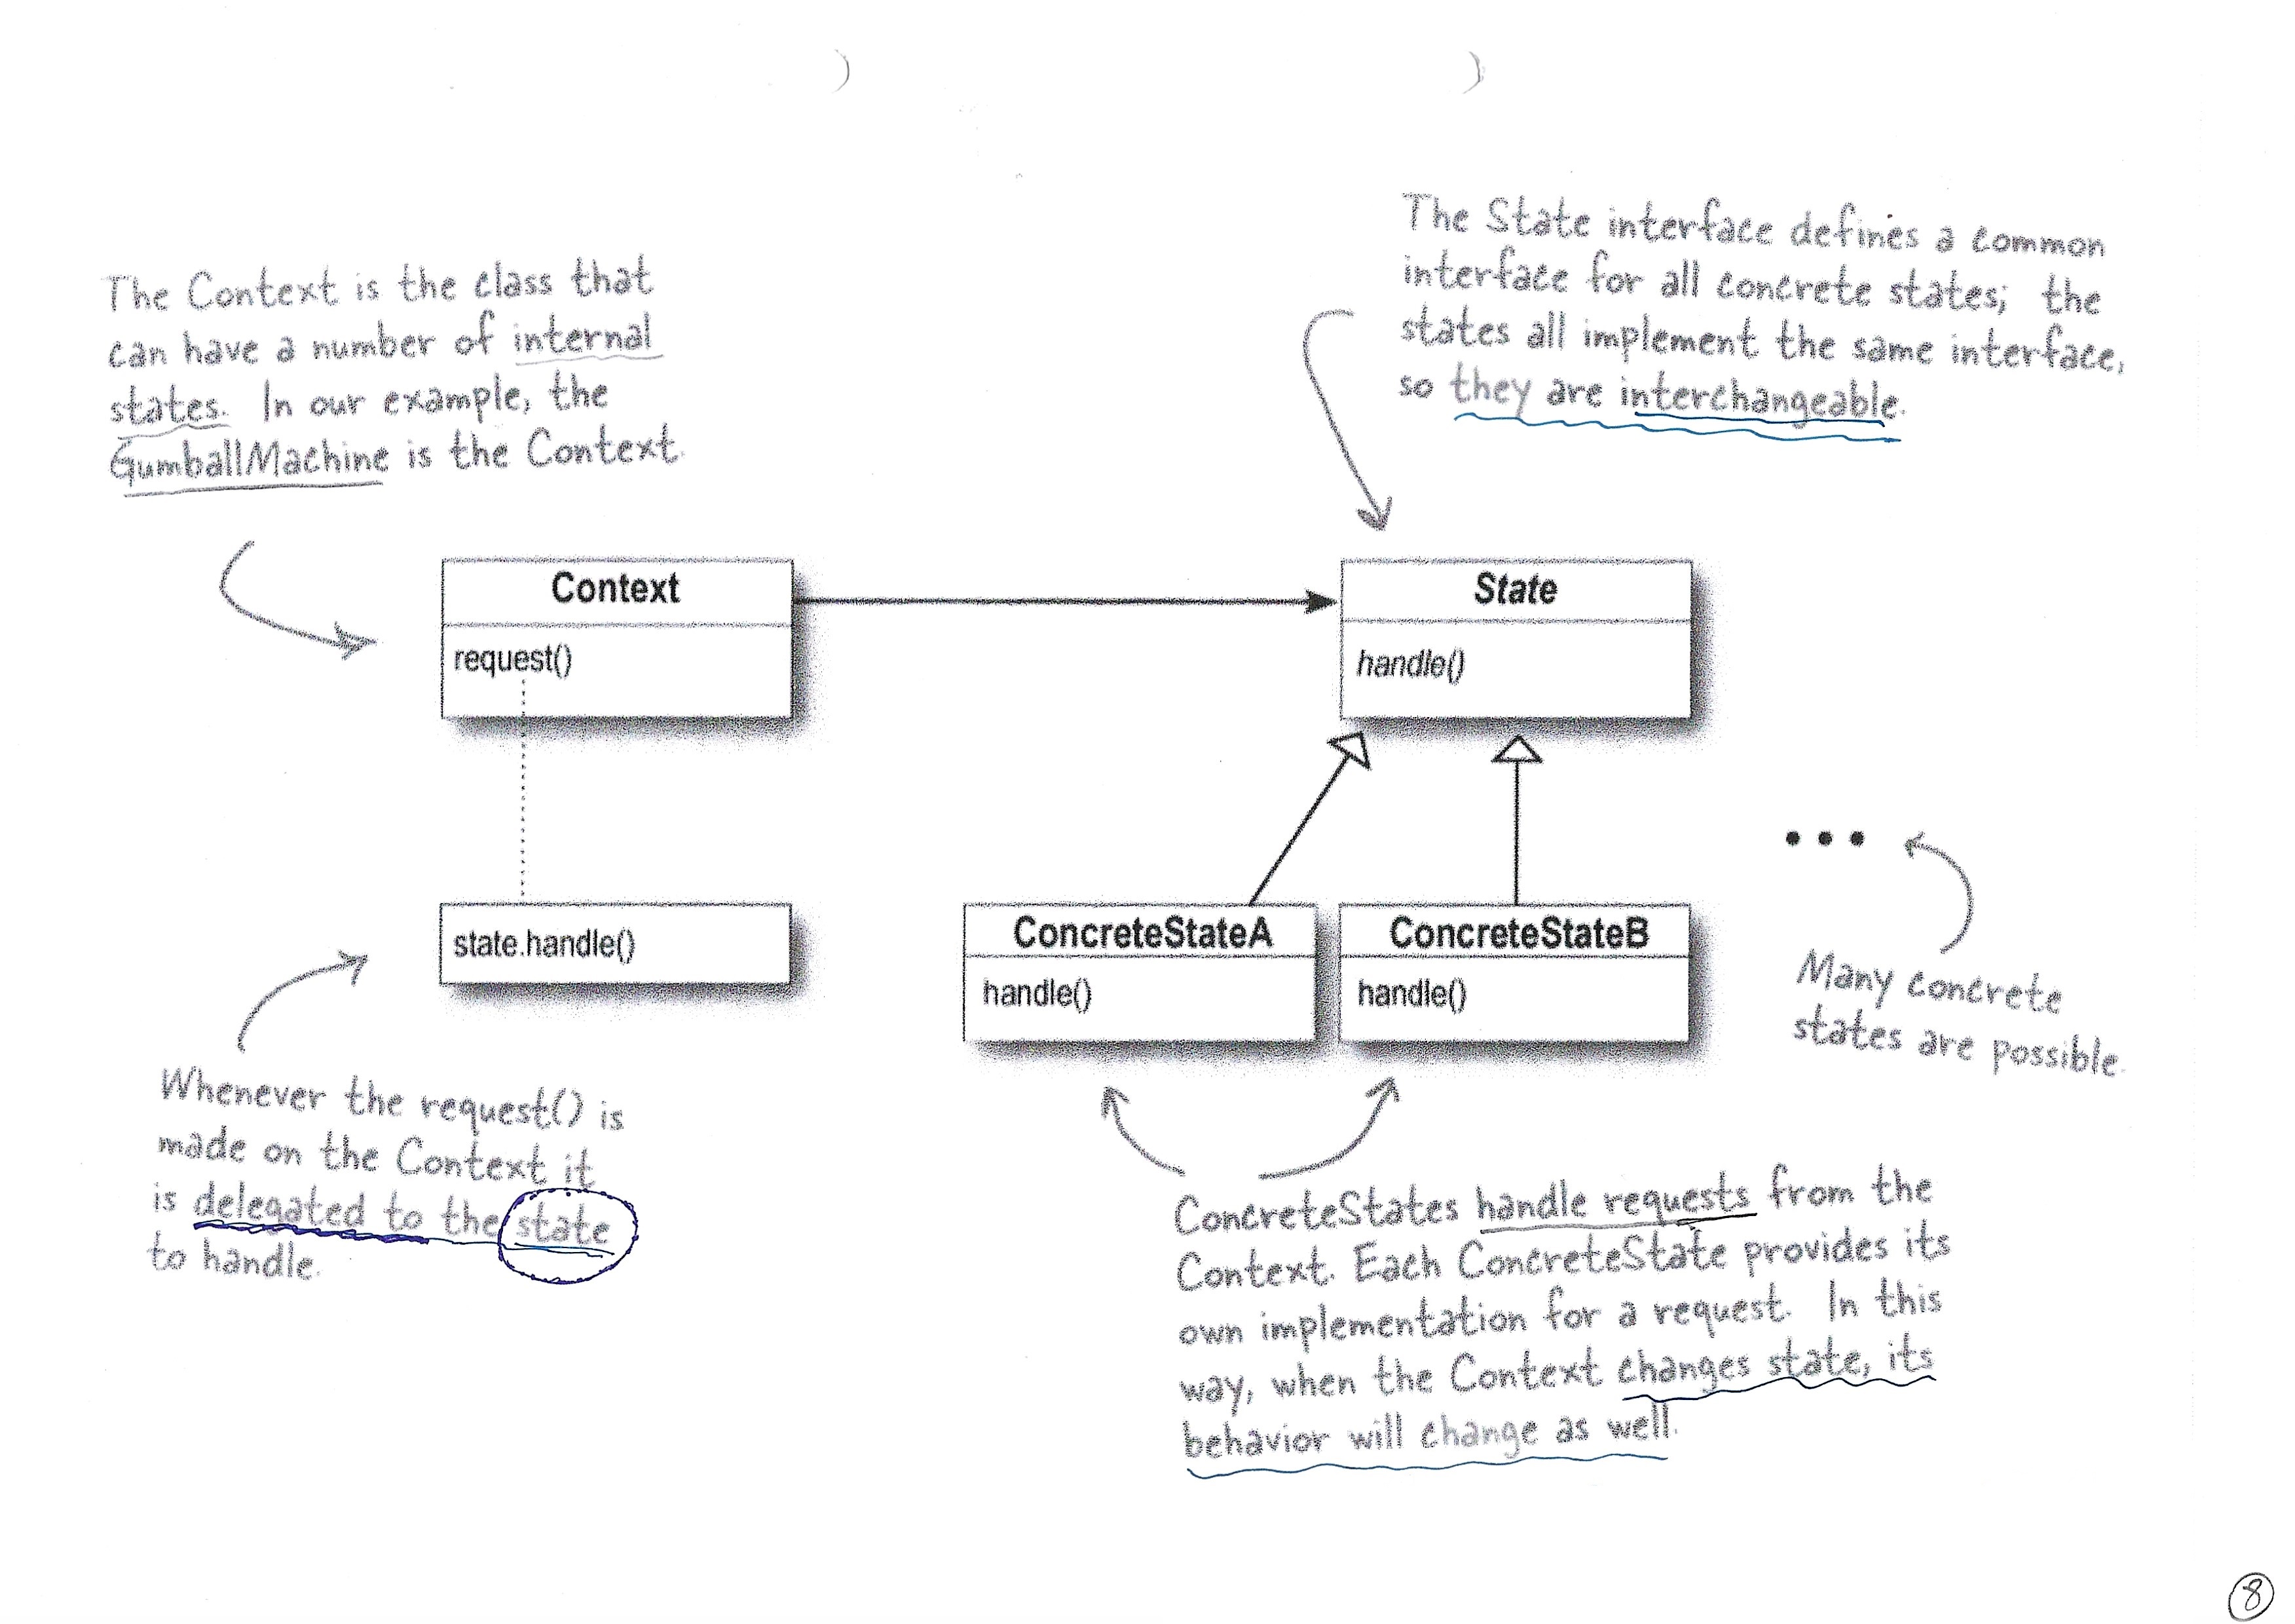 The Context is the class that
can have a number of internal
states. In our example, the
GumballMachine is the Context.
The State interface defines a common
interface for all concrete states; the
states all implement the same interface,
so they are interchangeable.
Context
request()
State
handle()
state.handle()
ConcreteStateA
handle()
ConcreteStateB
handle()
Many concrete
states are possible.
Whenever the request() is
made on the Context it
is delegated to the state
to handle.
ConcreteStates handle requests from the
Context. Each ConcreteState provides its
own implementation for a request. In this
way, when the Context changes state, its
behavior will change as well.
8